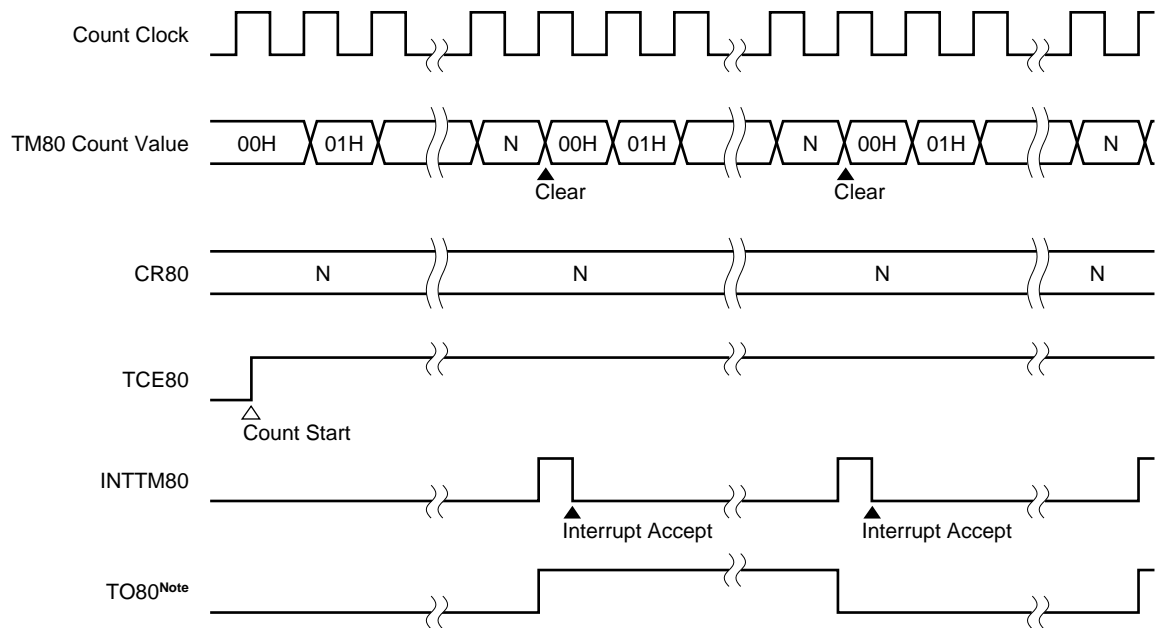 Count Clock
TM80 Count Value 00H 01H N 00H 01H N 00H 01H N
Clear Clear
CR80 N N N N
TCE80
Count Start
INTTM80
Interrupt Accept Interrupt Accept
TO80Note